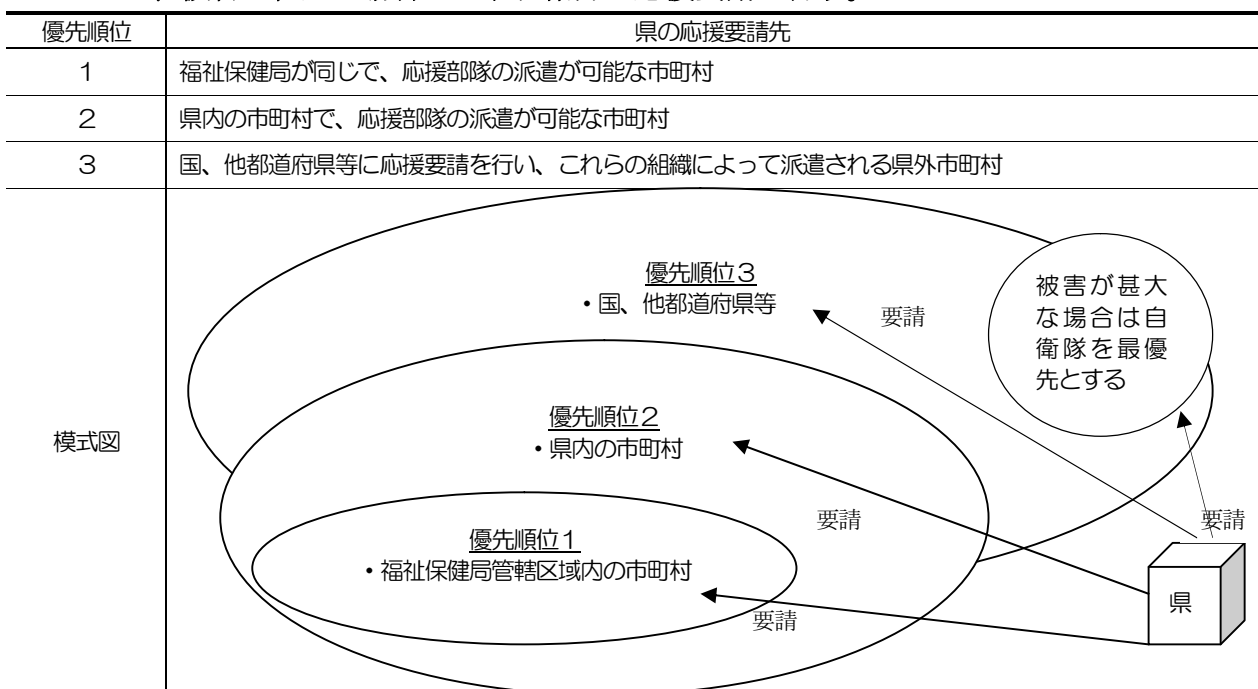 優先順位
県の応援要請先
1
福祉保健局が同じで、応援部隊の派遣が可能な市町村
2
県内の市町村で、応援部隊の派遣が可能な市町村
3
国、他都道府県等に応援要請を行い、これらの組織によって派遣される県外市町村
模式図
優先順位3
・国、他都道府県等
要請
被害が甚大
な場合は自
衛隊を最優
先とする
優先順位2
・県内の市町村
要請
要請
優先順位1
・福祉保健局管轄区域内の市町村
要請
県